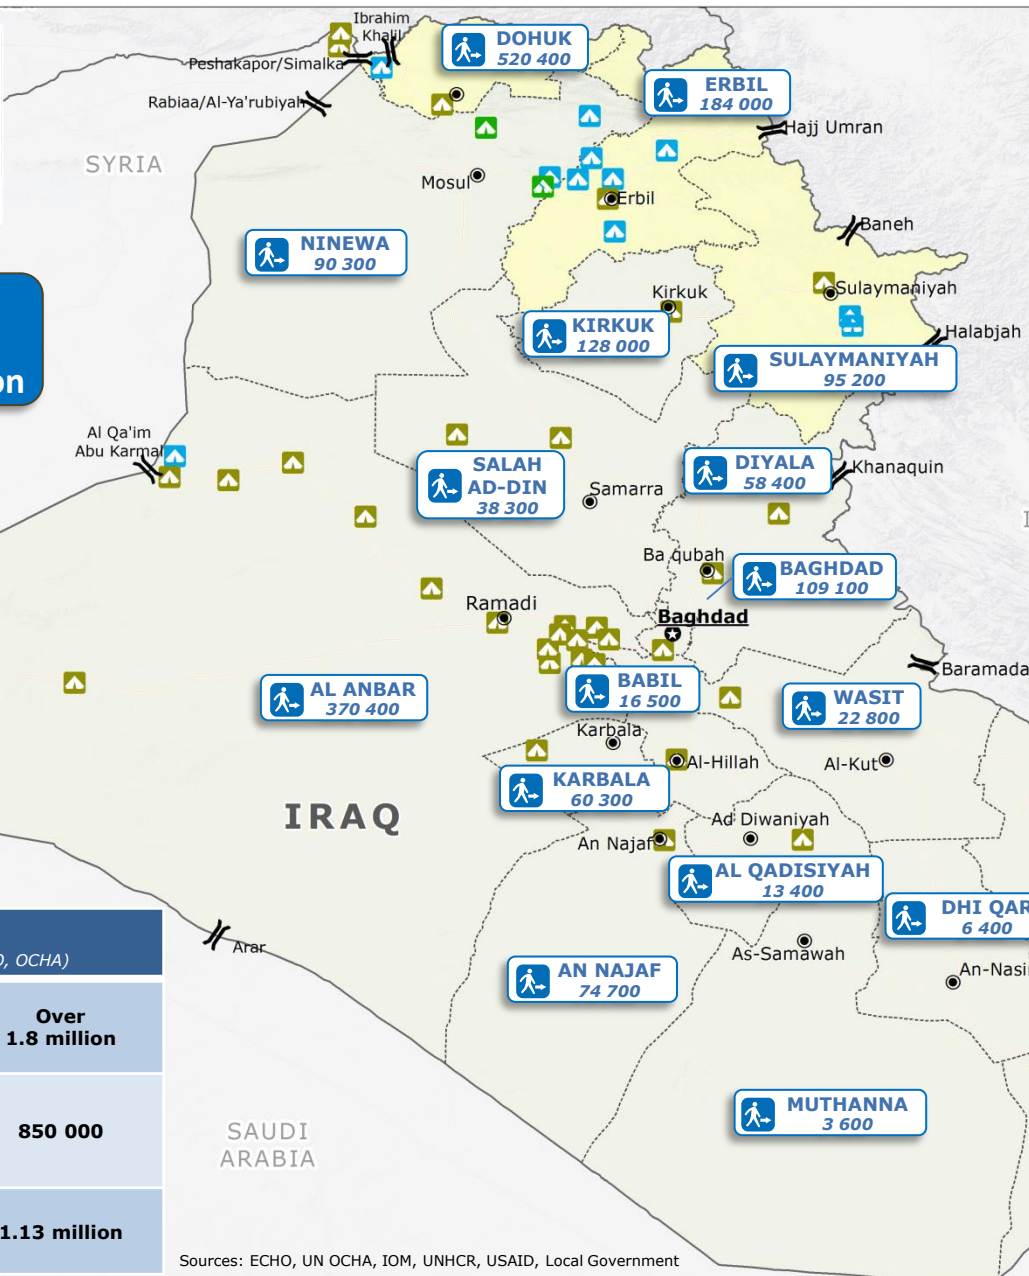 Ibrahim
Khalil
Peshakapor/Simalka
Rabiaa/Al-Ya'rubiyah
DOHUK
520 400
ERBIL
184 000
Hajj Umran
SYRIA
Mosul
Erbil
Baneh
NINEWA
90 300
Kirkuk
Sulaymaniyah
KIRKUK
128 000
Halabjah
SULAYMANIYAH
95 200
Al Qa'im
Abu Karmal
SALAH
AD-DIN
38 300
DIYALA
58 400
Khanaquin
Samarra
Ba qubah
BAGHDAD
109 100
Ramadi
Baghdad
Baramada
AL ANBAR
370 400
BABIL
16 500
WASIT
22 800
Karbala
Al-Hillah
Al-Kut
KARBALA
60 300
IRAQ
Ad Diwaniyah
An Najaf
AL QADISIYAH
13 400
DHI QAR
6 400
Arar
As-Samawah
AN NAJAF
74 700
An-Nasi
, OCHA)
Over
1.8 million
850 000
1.13 million
MUTHANNA
3 600
SAUDI
ARABIA
Sources: ECHO, UN OCHA, IOM, UNHCR, USAID, Local Government